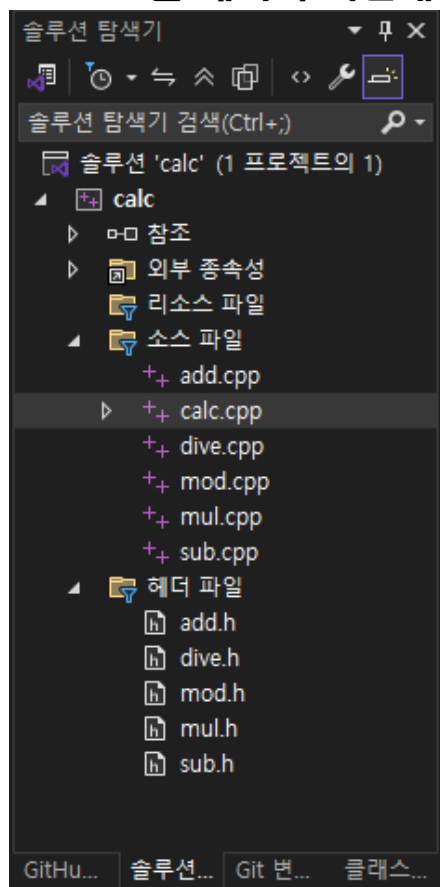 솔루션 탐색기
솔루션 탐색기 검색(Ctrl+;)
솔루션 'calc' (1 프로젝트의 1)
calc
참조
외부 종속성
리소스 파일
소스 파일
add.cpp
calc.cpp
dive.cpp
mod.cpp
mul.cpp
sub.cpp
헤더 파일
add.h
dive.h
mod.h
mul.h
sub.h
GitHu... 솔루션... Git 변... 클래스...